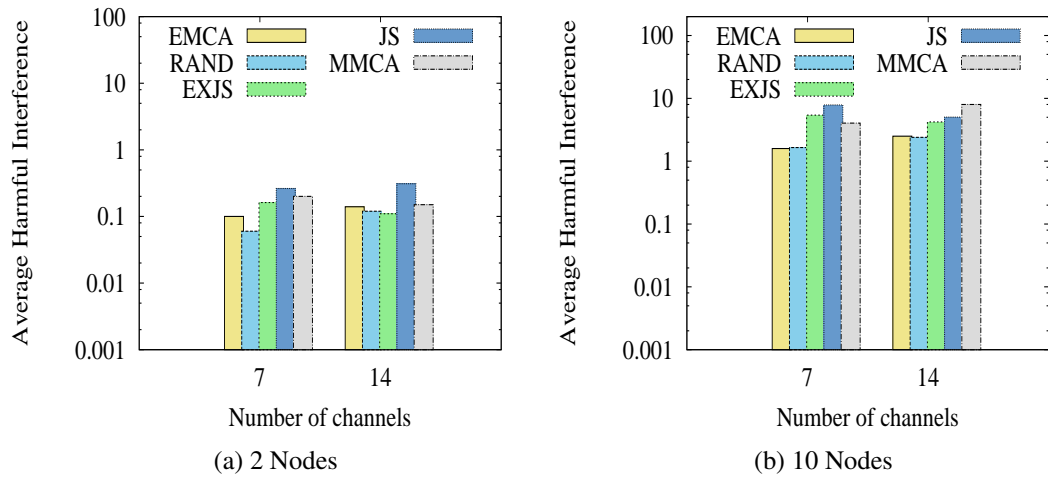 Average Harmful Interference
100
10
1
0.1
0.01
0.001
EMCA
RAND
EXJS
JS
MMCA
7
14
Number of channels
(a) 2 Nodes
Average Harmful Interference
100
10
1
0.1
0.01
0.001
EMCA
RAND
EXJS
JS
MMCA
7
14
Number of channels
(b) 10 Nodes